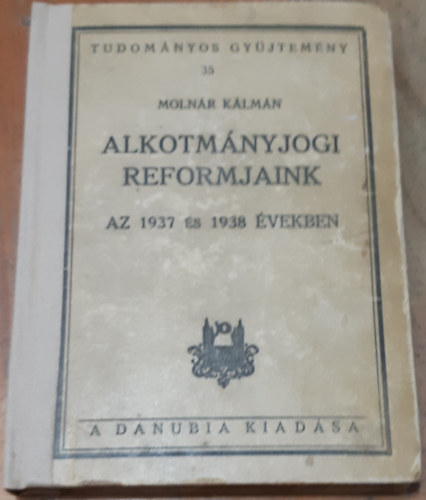 TUDOMÁNYOS GYŰJTEMÉNY
35
MOLNÁR KÁLMÁN
ALKOTMÁNYJOGI
REFORMJAINK
AZ 1937 ÉS 1938 ÉVEKBEN
A DANUBIA KIADÁSA